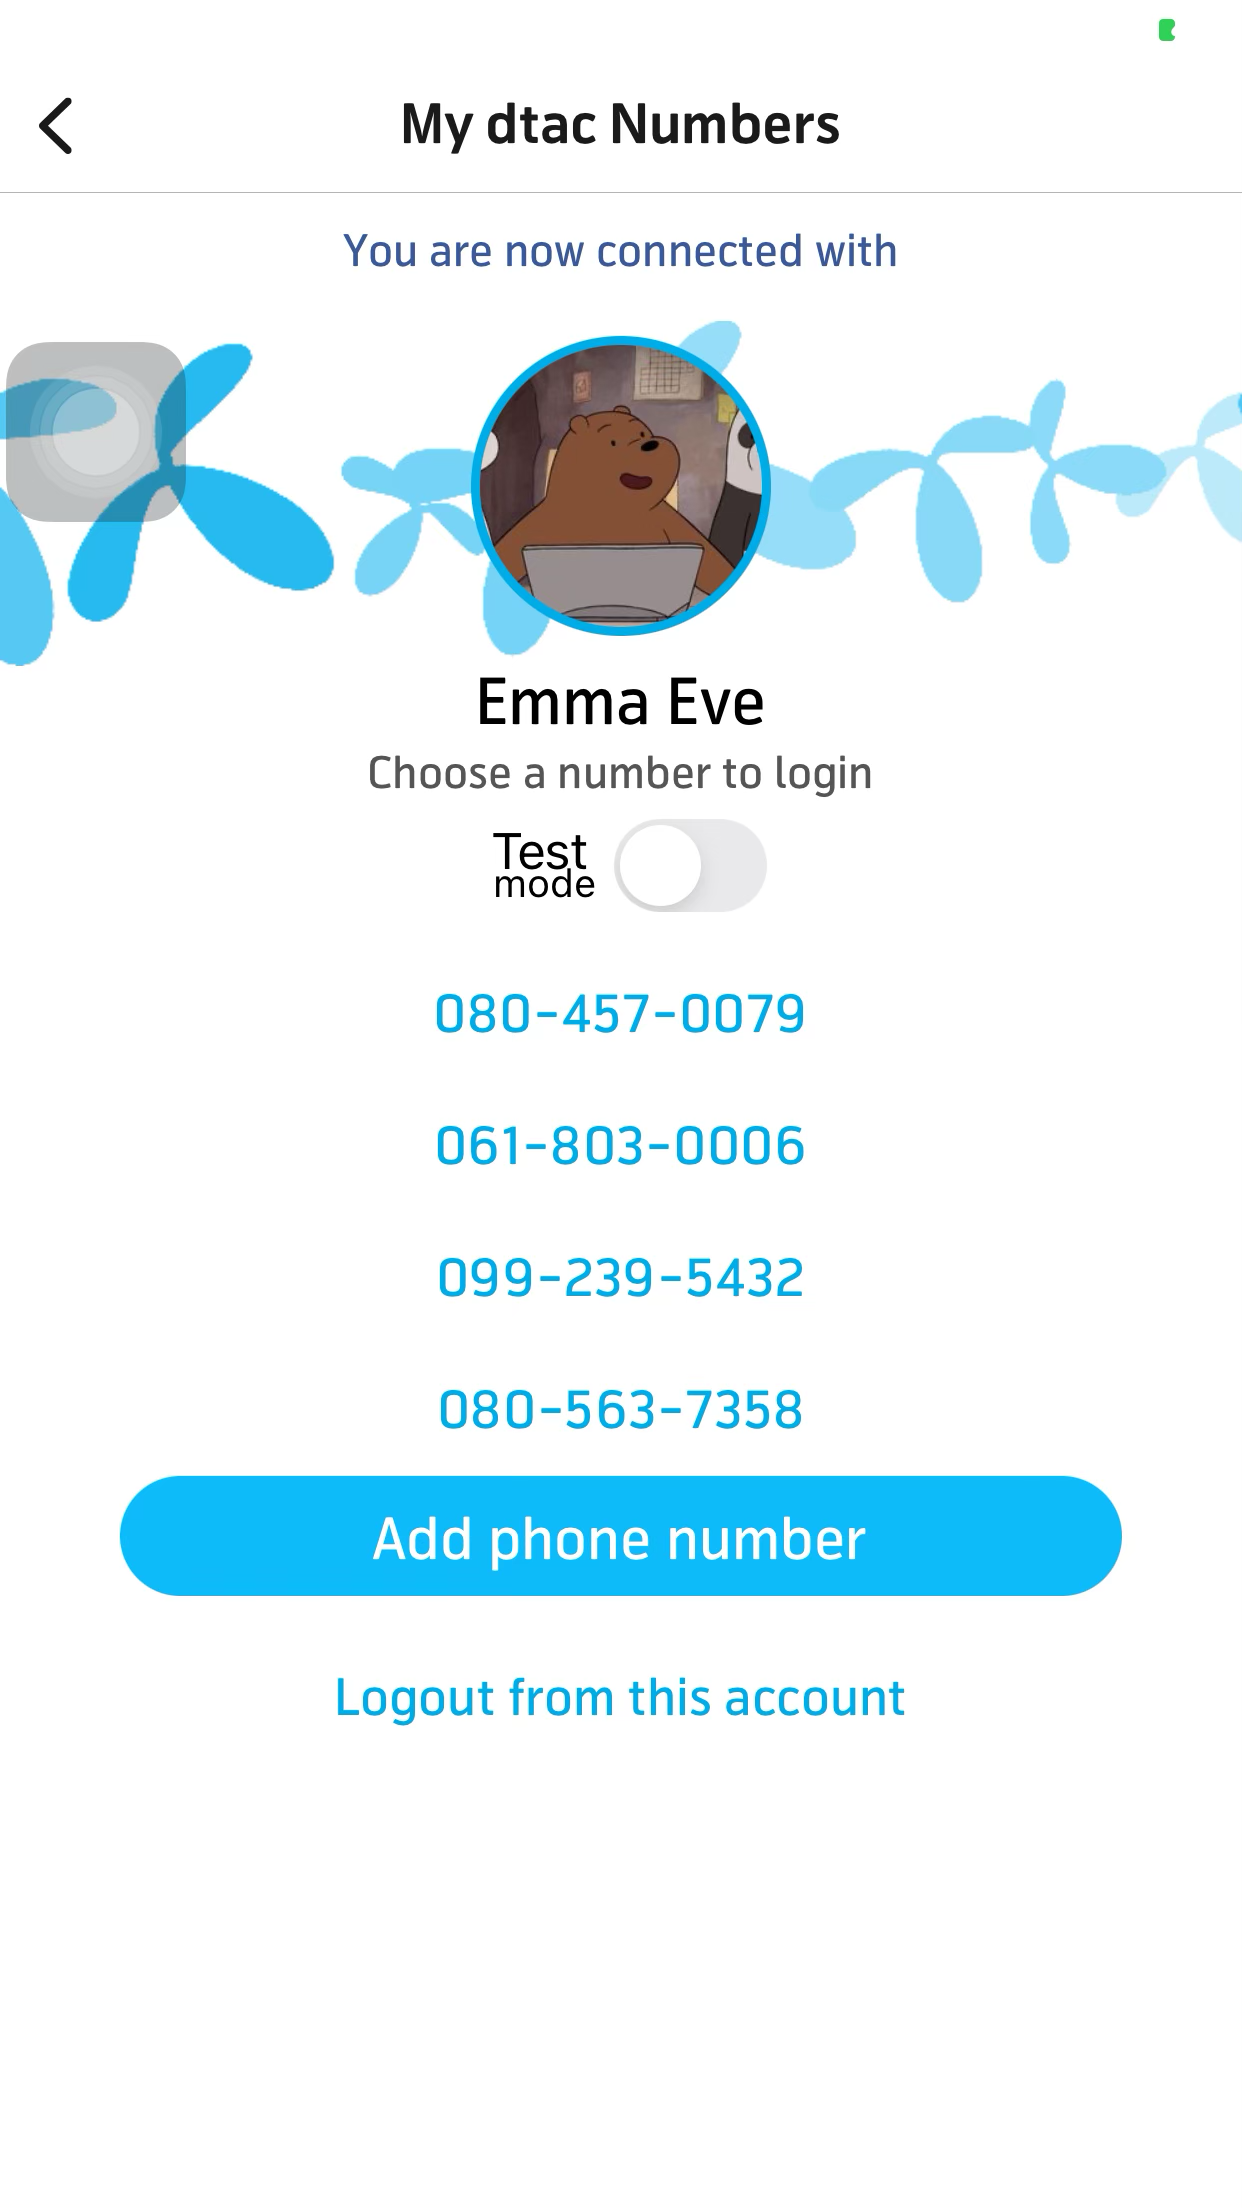 My dtac Numbers
You are now connected with
Emma Eve
Choose a number to login
Test
mode
080-457-0079
061-803-0006
099-239-5432
080-563-7358
Add phone number
Logout from this account